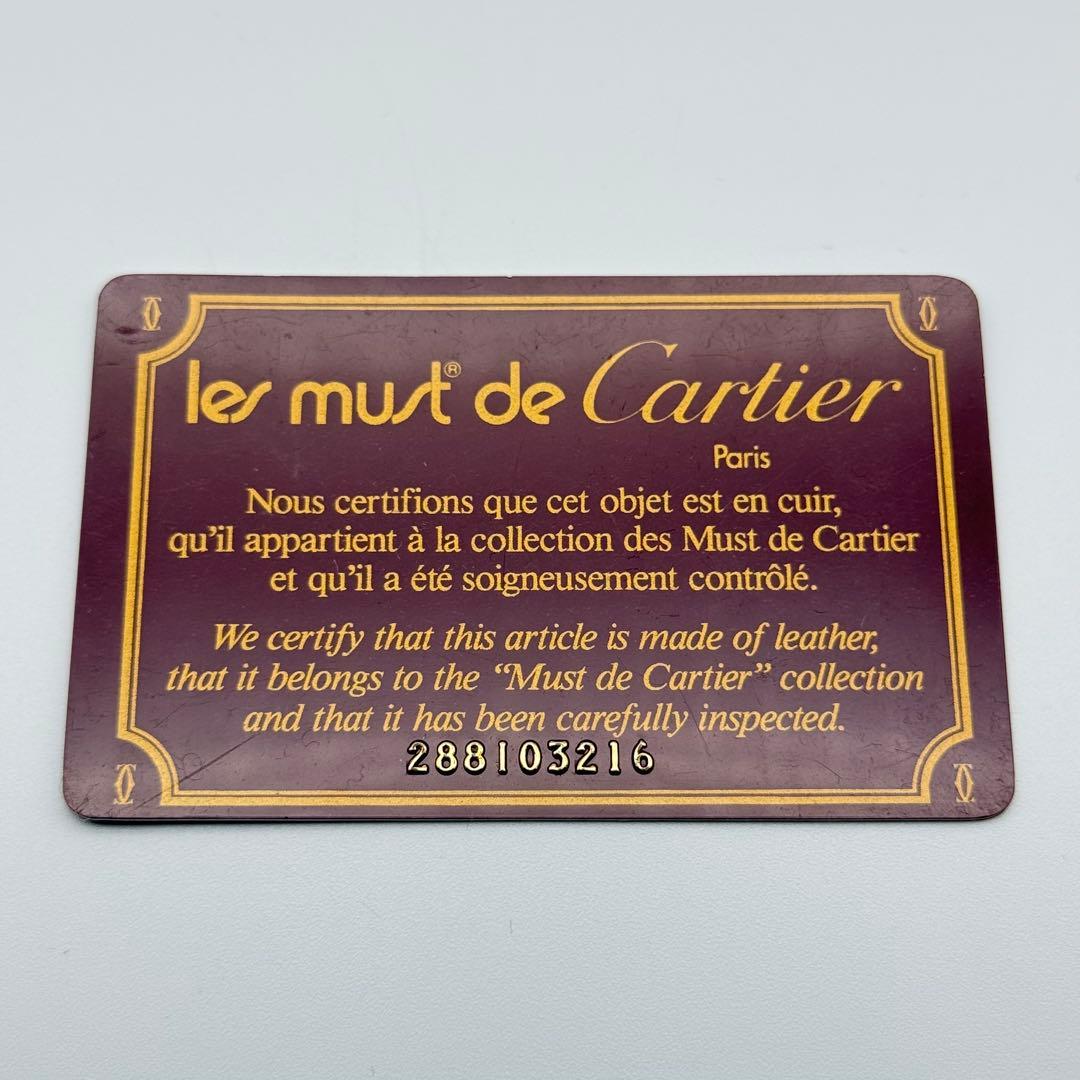 les must® de Cartier
Paris
Nous certifions que cet objet est en cuir,
qu'il appartient à la collection des Must de Cartier
et qu'il a été soigneusement contrôlé.
We certify that this article is made of leather,
that it belongs to the “Must de Cartier” collection
and that it has been carefully inspected.
288103216